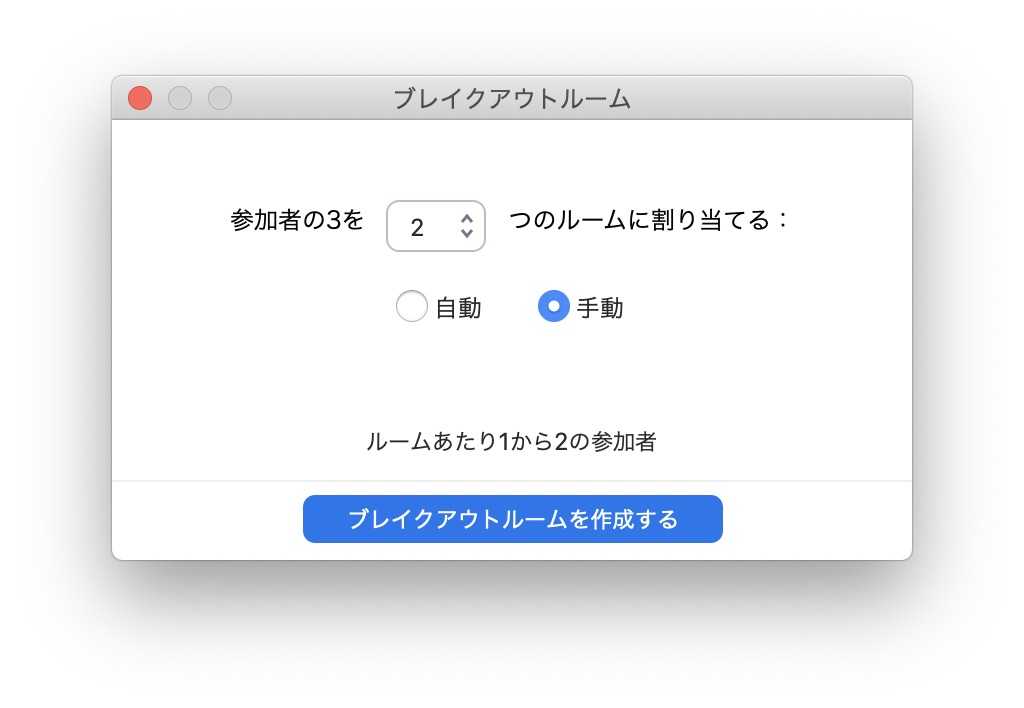 ブレイクアウトルーム
参加者の3を 2 つのルームに割り当てる：
自動 手動
ルームあたり1から2の参加者
ブレイクアウトルームを作成する